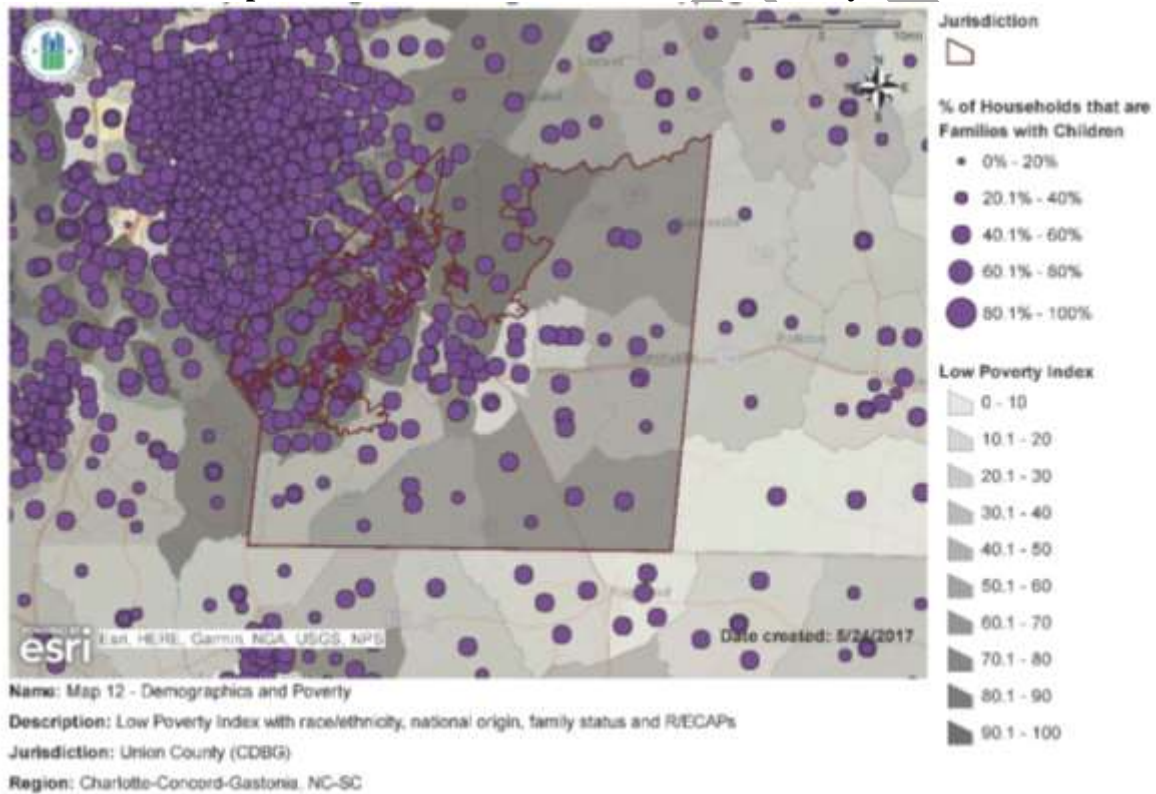 10mi
N
E
S
Jurisdiction
% of Households that are
Families with Children
0% - 20%
20.1% - 40%
40.1% - 60%
60.1% - 80%
80.1% - 100%
Low Poverty Index
0 - 10
10.1 - 20
20.1 - 30
30.1 - 40
40.1 - 50
50.1 - 60
60.1 - 70
70.1 - 80
80.1 - 90
90.1 - 100
esri
Esri, HERE, Garmin, NGA, USGS, NPS
Date created: 5/24/2017
Name: Map 12 - Demographics and Poverty
Description: Low Poverty Index with race/ethnicity, national origin, family status and R/ECAPs
Jurisdiction: Union County (CDBG)
Region: Charlotte-Concord-Gastonia, NC-SC